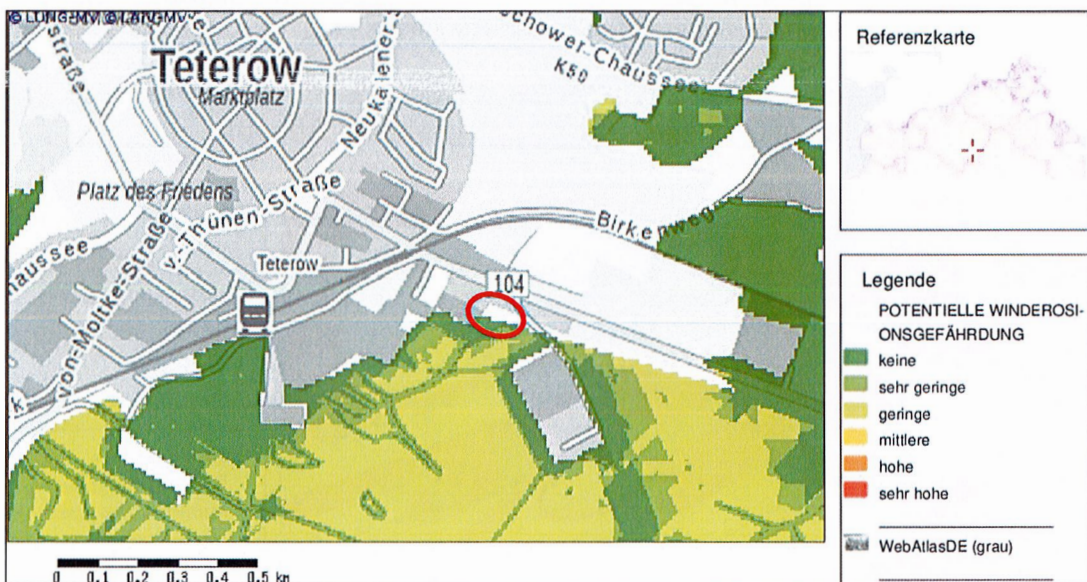 © LUNG-MV, © LANG-MV
Teterow
Marktplatz
Neukalener-
schower-Chaussee
K50
straße
Platz des Friedens
v.-Thünen-Straße
von-Moltke-Straße
haussee
Teterow
Birkenweg
104
k
0 0.1 0.2 0.3 0.4 0.5 km
Referenzkarte
Legende
POTENTIELLE WINDEROSI-
ONSGEFÄHRDUNG
keine
sehr geringe
geringe
mittlere
hohe
sehr hohe
WebAtlasDE (grau)